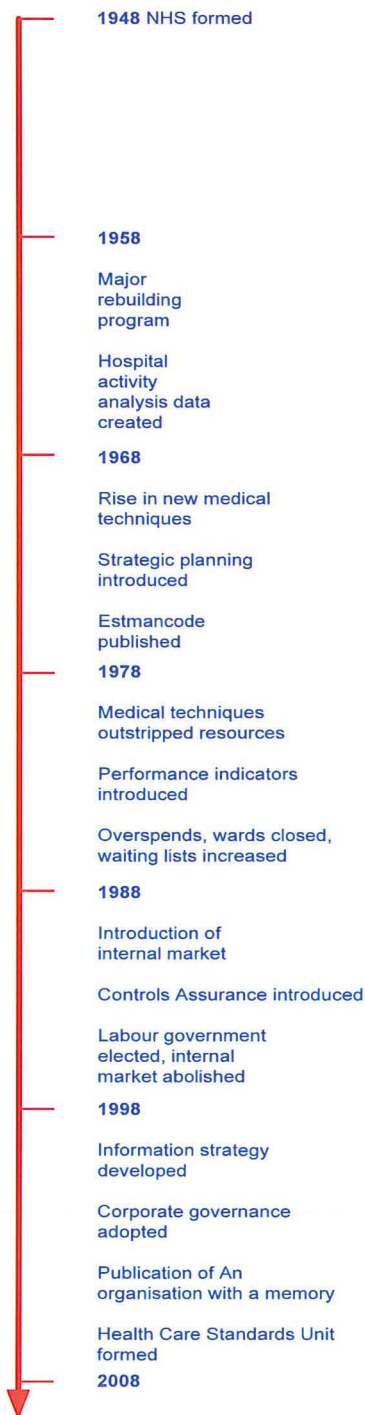 1948 NHS formed
1958
Major
rebuilding
program
Hospital
activity
analysis data
created
1968
Rise in new medical
techniques
Strategic planning
introduced
Estmancode
published
1978
Medical techniques
outstripped resources
Performance indicators
introduced
Overspends, wards closed,
waiting lists increased
1988
Introduction of
internal market
Controls Assurance introduced
Labour government
elected, internal
market abolished
1998
Information strategy
developed
Corporate governance
adopted
Publication of An
organisation with a memory
Health Care Standards Unit
formed
2008